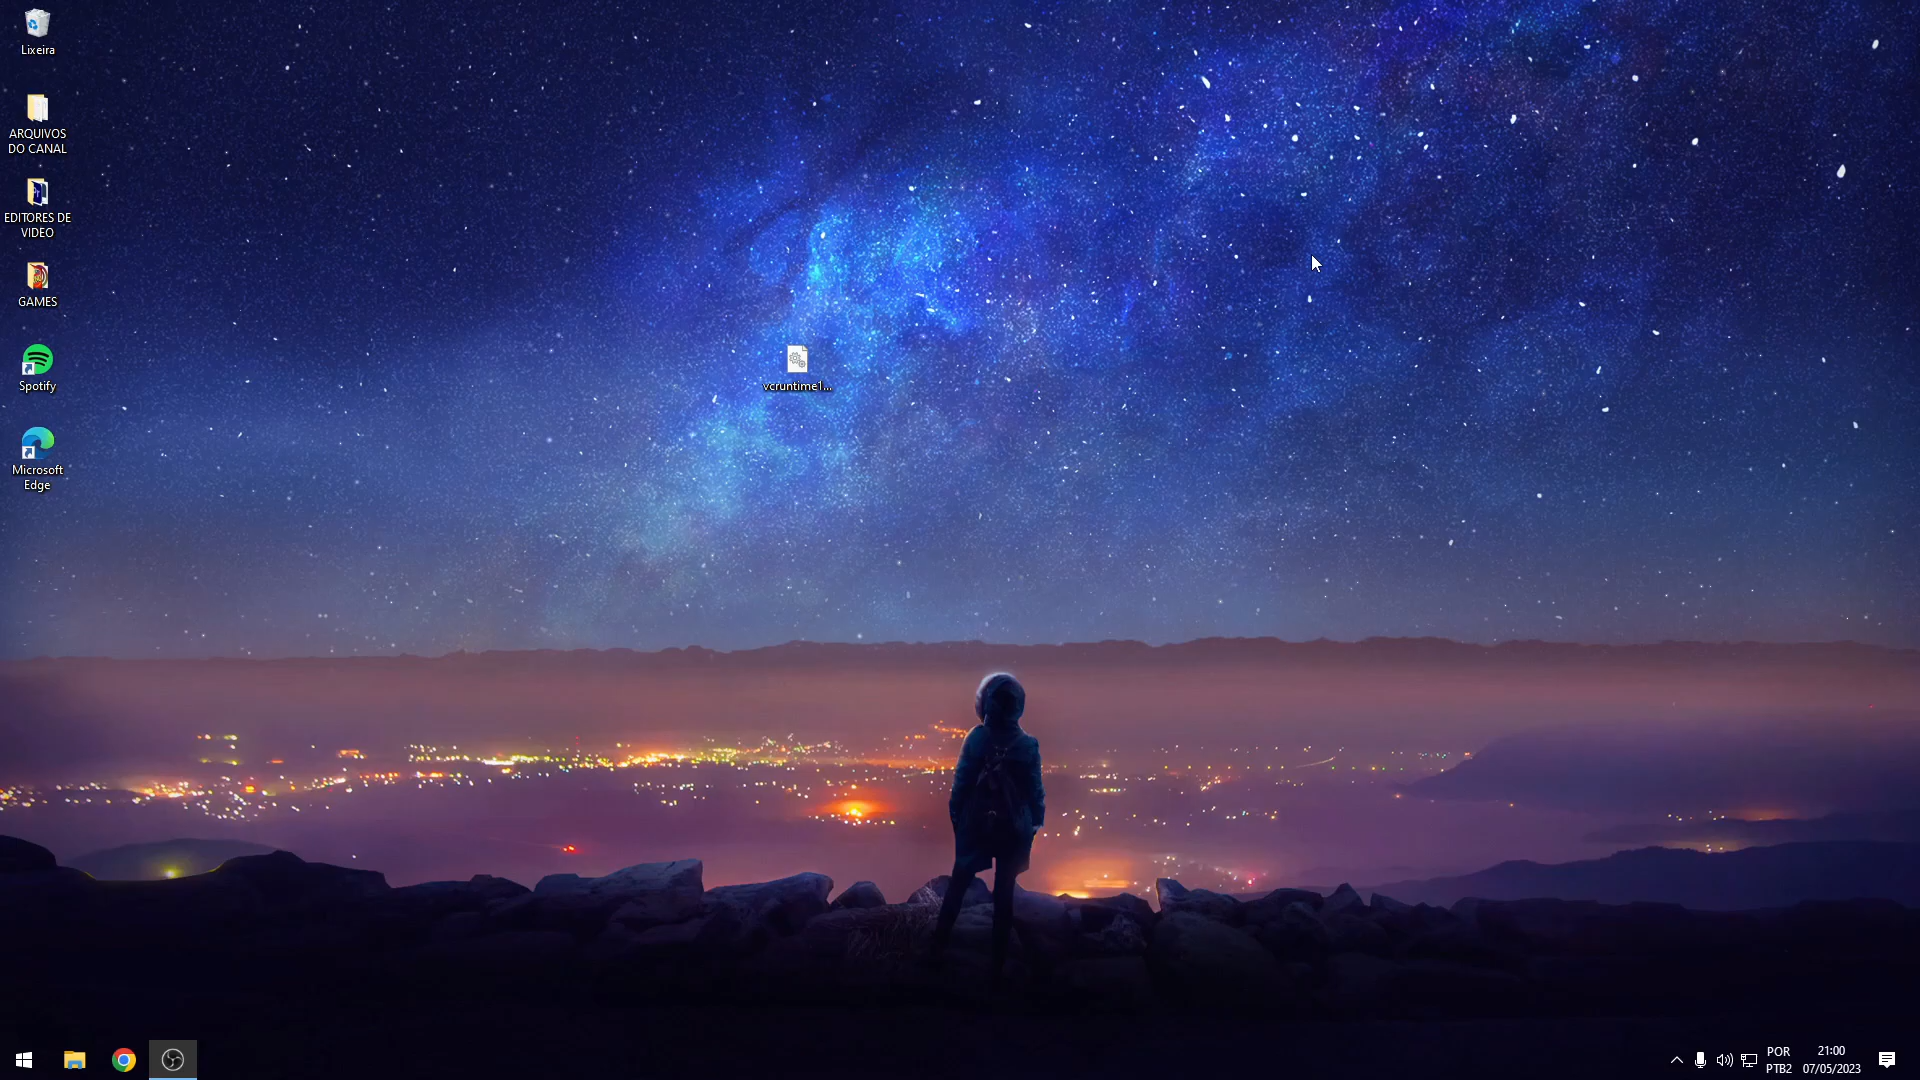 Lixeira
ARQUIVOS
DO CANAL
EDITORES DE
VIDEO
GAMES
Spotify
Microsoft
Edge
vcruntime1...
POR
PTB2
21:00
07/05/2023